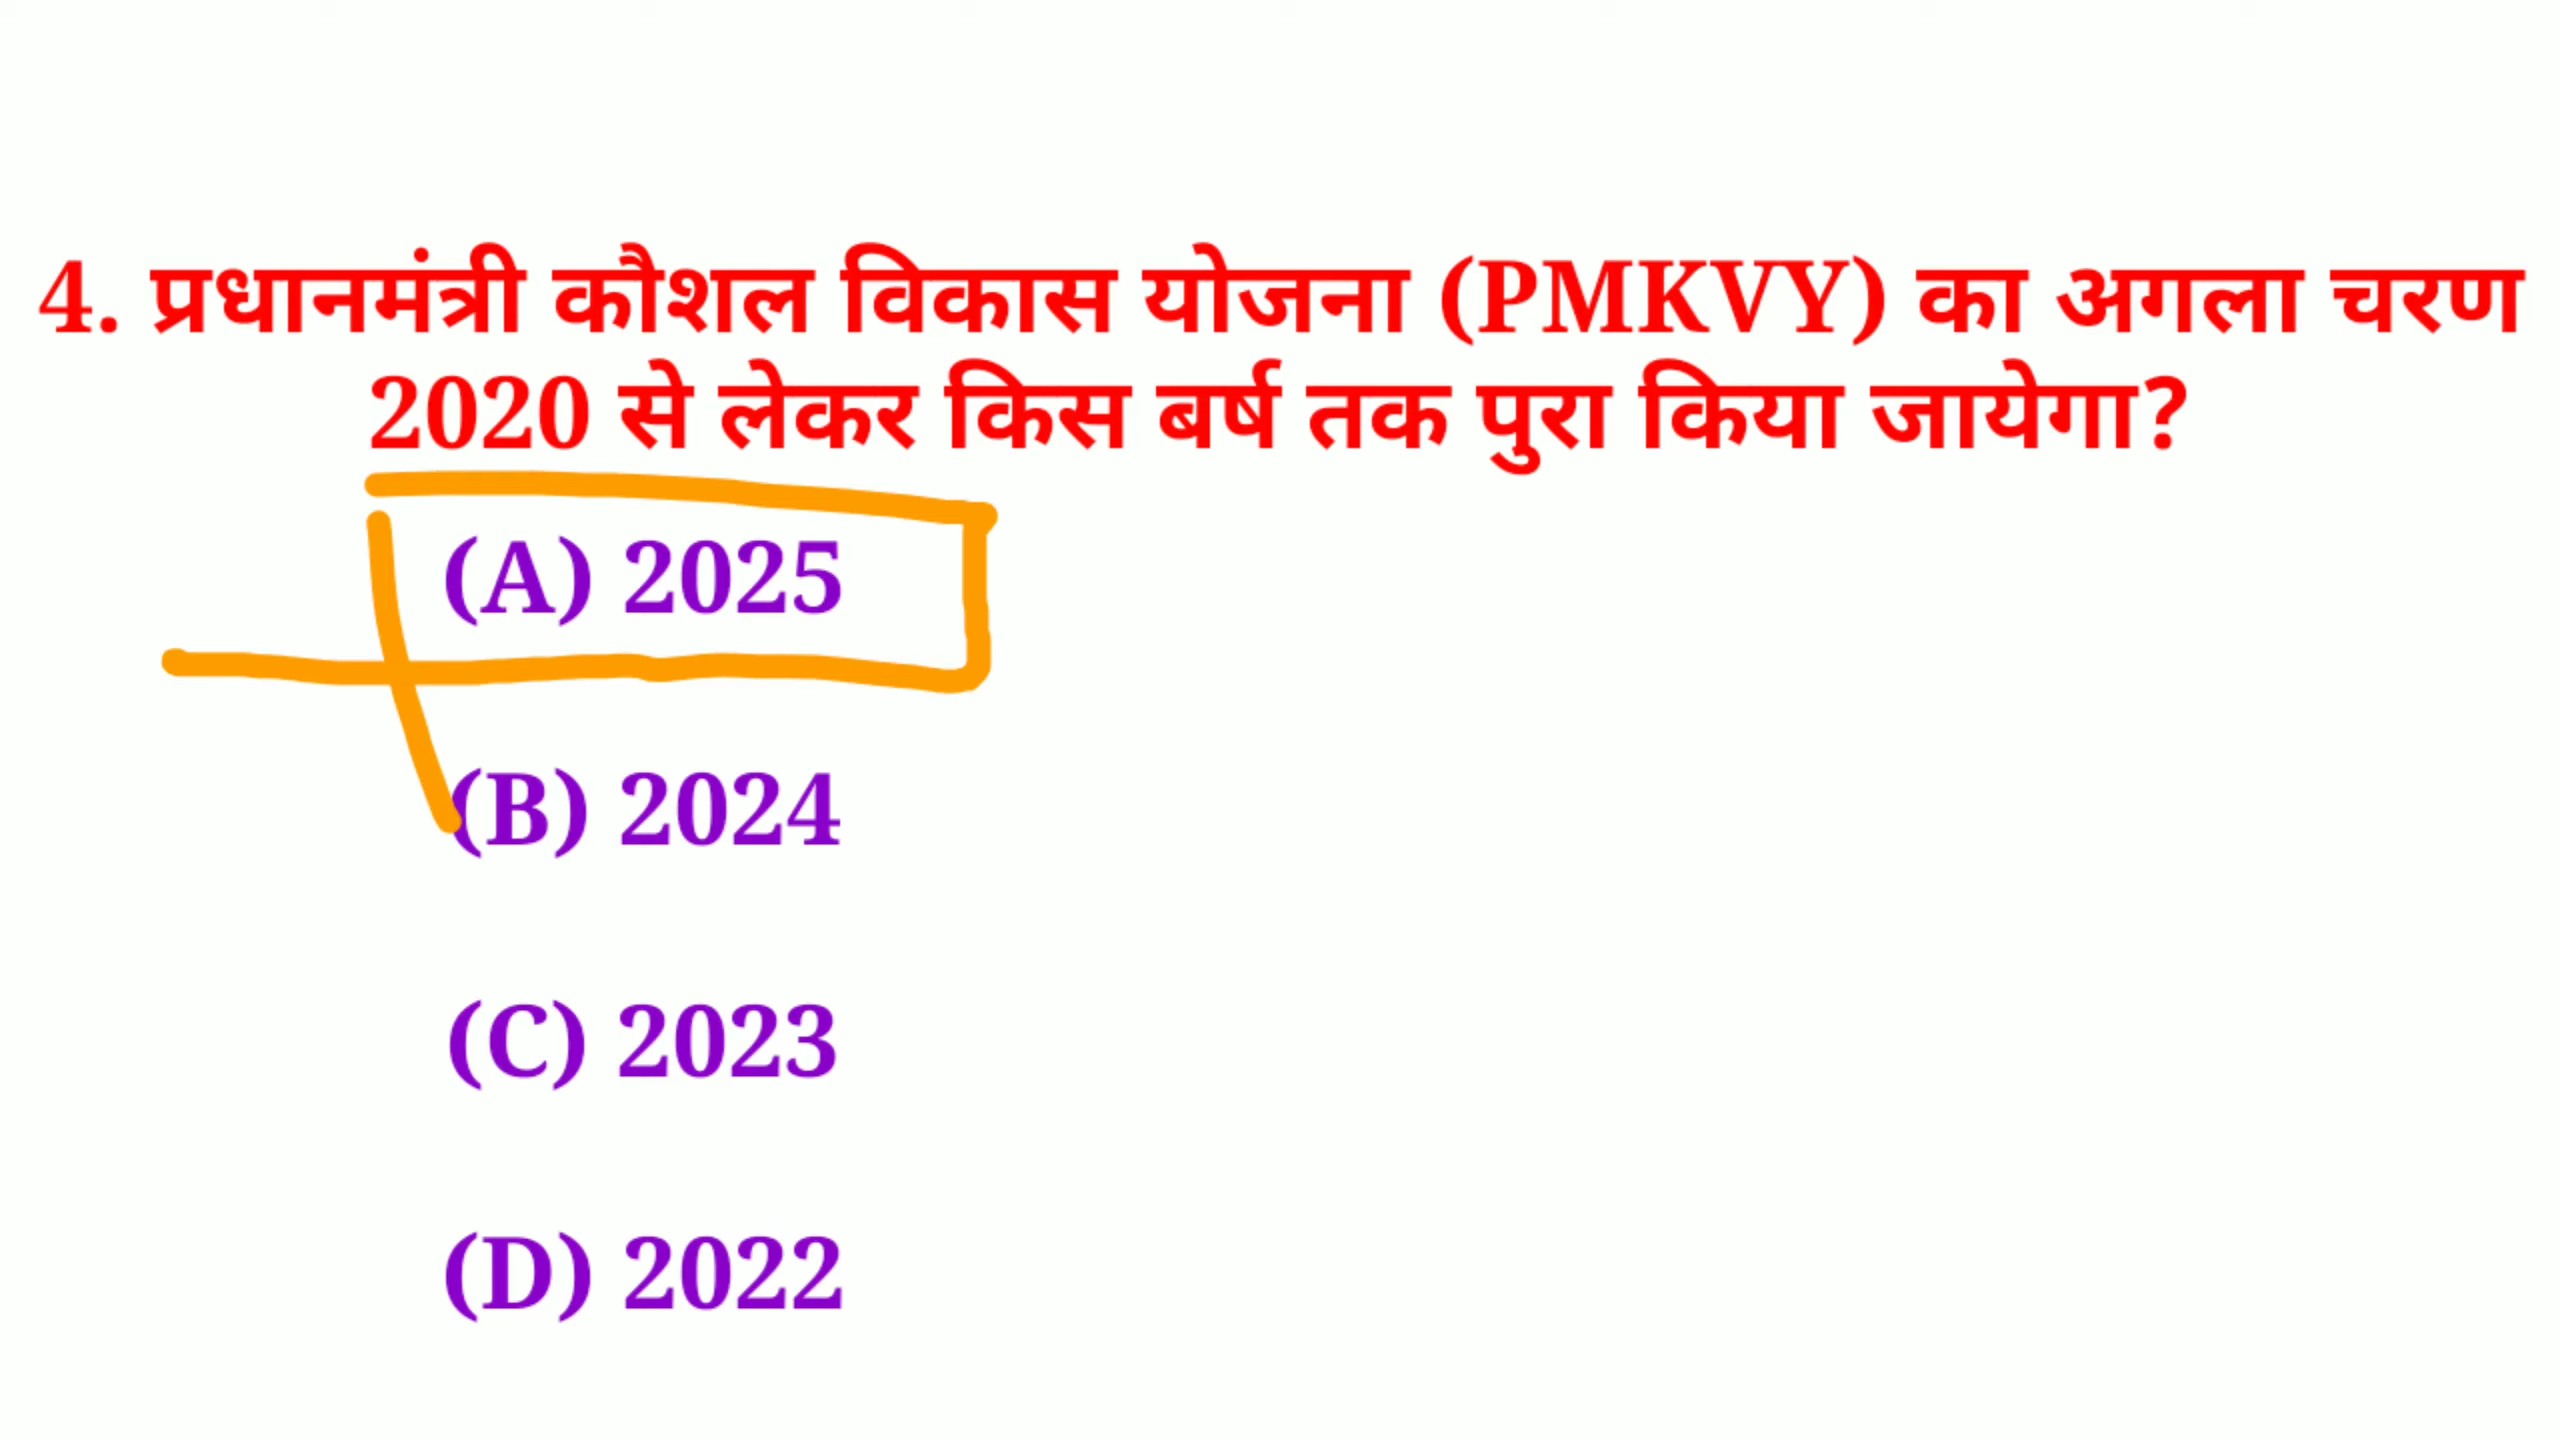 4. प्रधानमंत्री कौशल विकास योजना (PMKVY) का अगला चरण
2020 से लेकर किस बर्ष तक पुरा किया जायेगा?
(A) 2025
(B) 2024
(C) 2023
(D) 2022